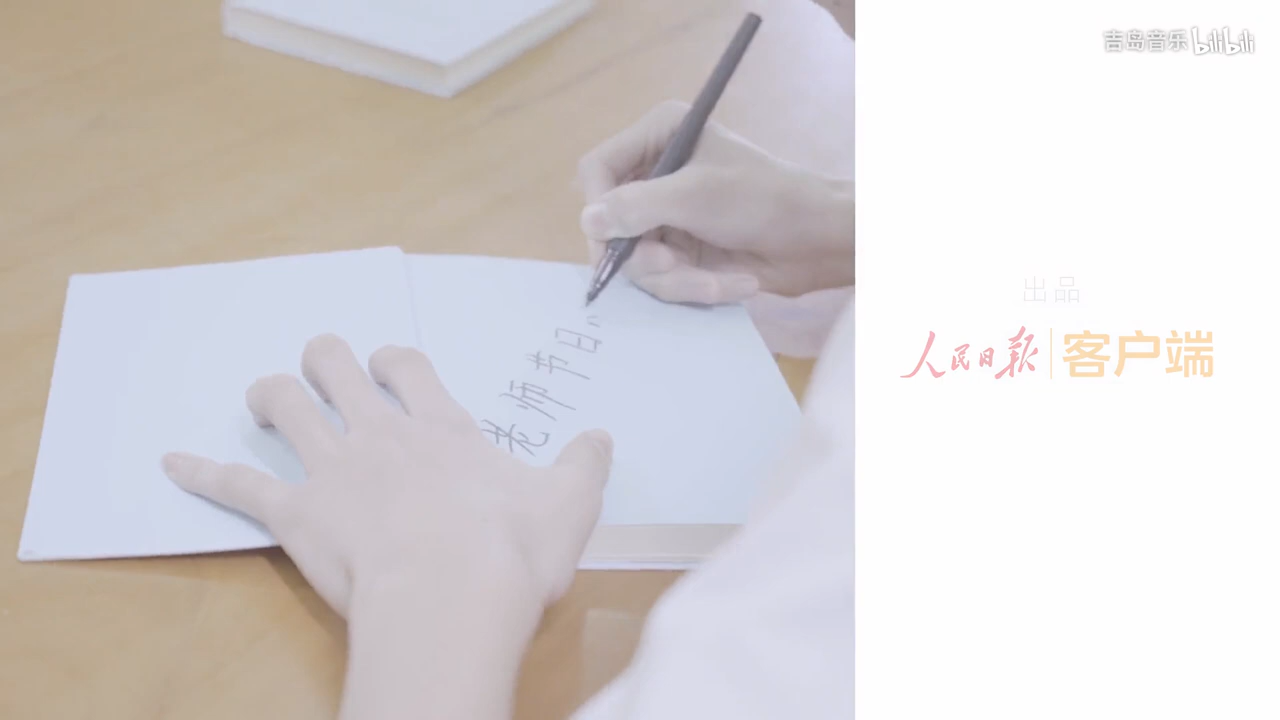 老师节日
吉岛音乐 bilibili
出品
人民日报 客户端